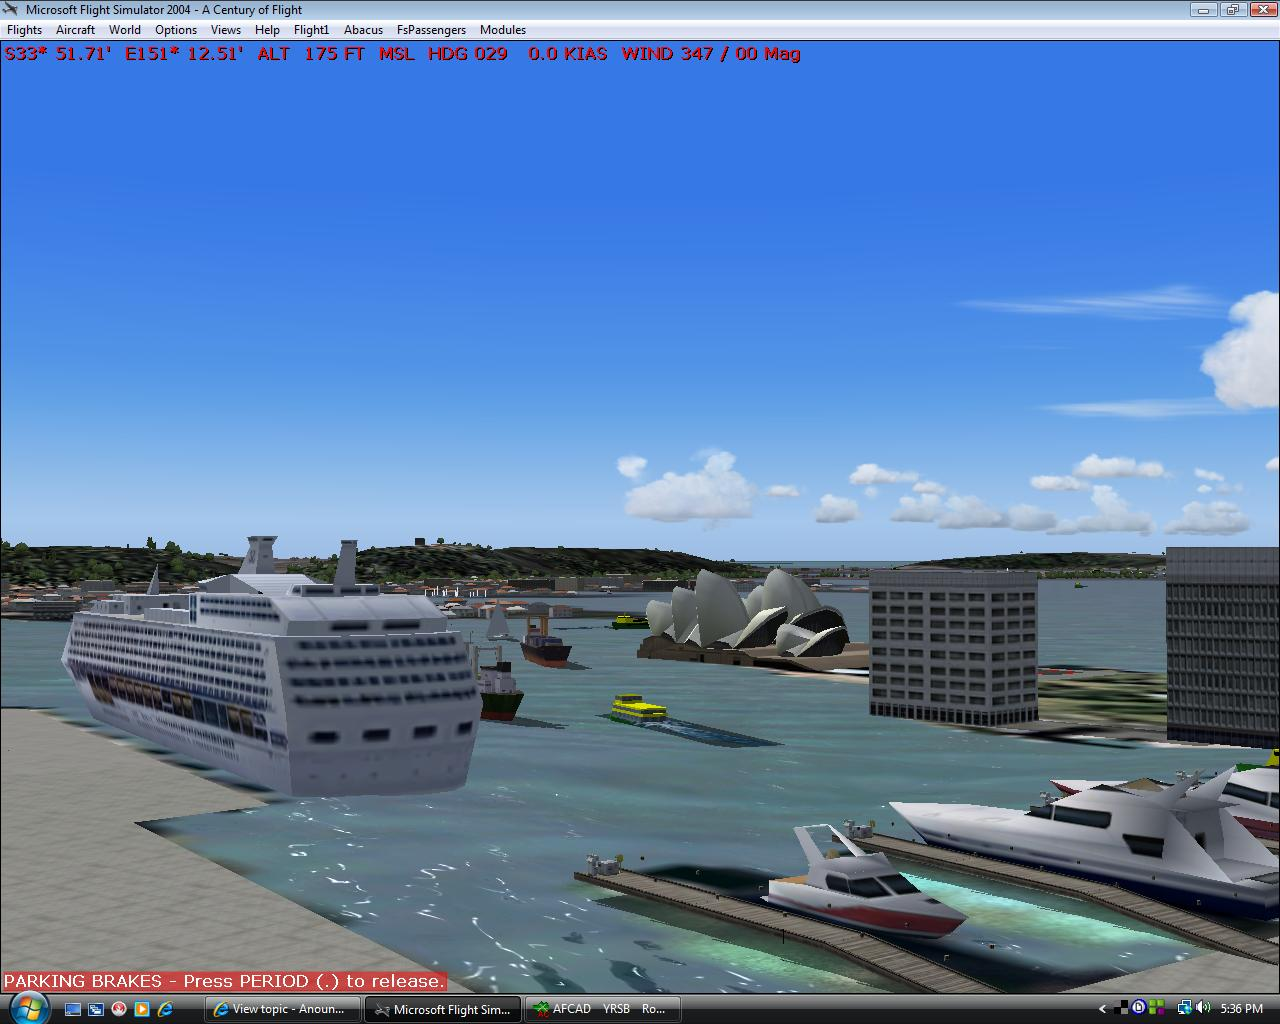 Microsoft Flight Simulator 2004 - A Century of Flight
Flights Aircraft World Options Views Help Flight1 Abacus FsPassengers Modules
S33* 51.71' E151* 12.51' ALT 175 FT MSL HDG 029 0.0 KIAS WIND 347 / 00 Mag
PARKING BRAKES - Press PERIOD (.) to release.
View topic - Anoun... Microsoft Flight Sim... AFCAD YRSB Ro... 5:36 PM